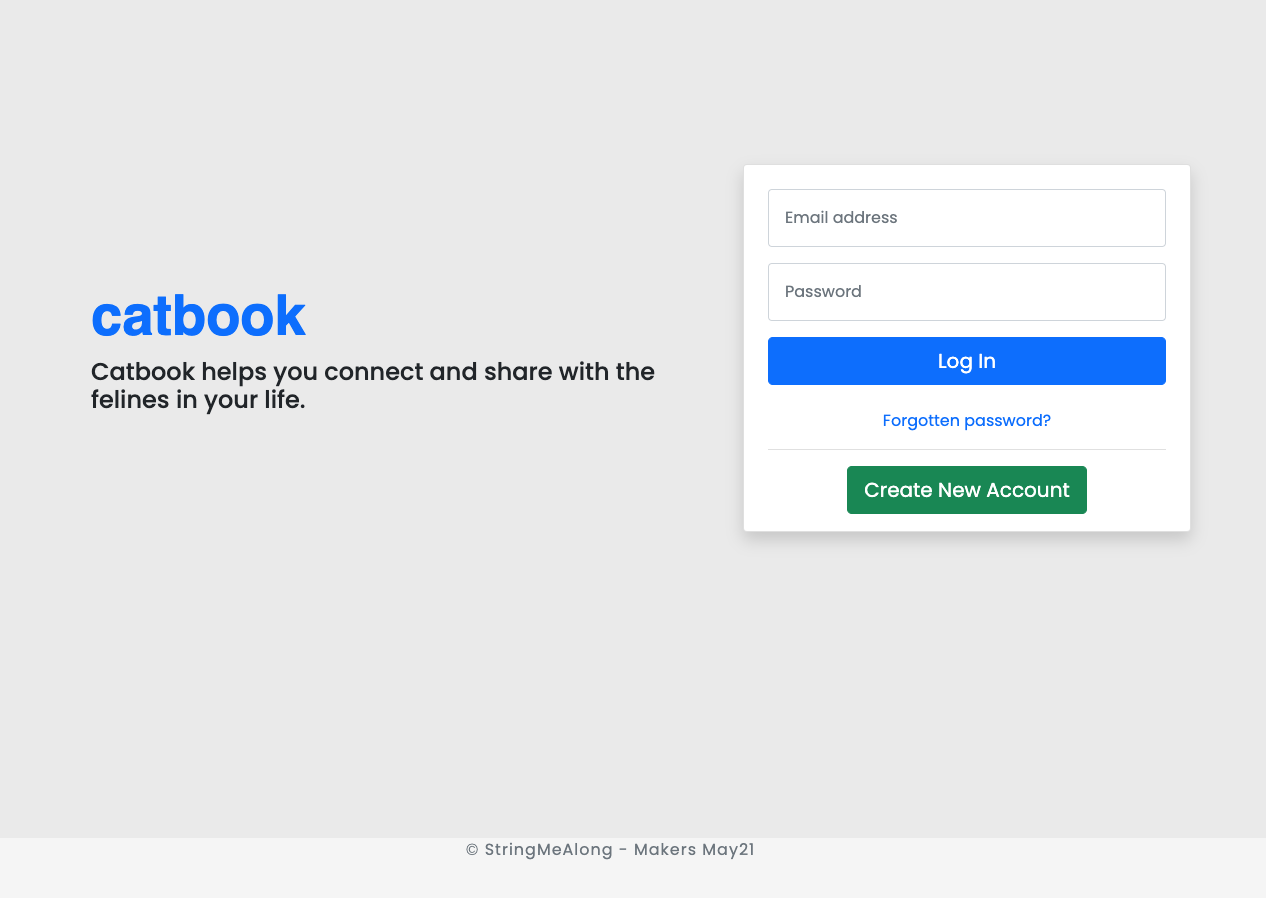 catbook
Catbook helps you connect and share with the
felines in your life.
Email address
Password
Log In
Forgotten password?
Create New Account
© StringMeAlong - Makers May21